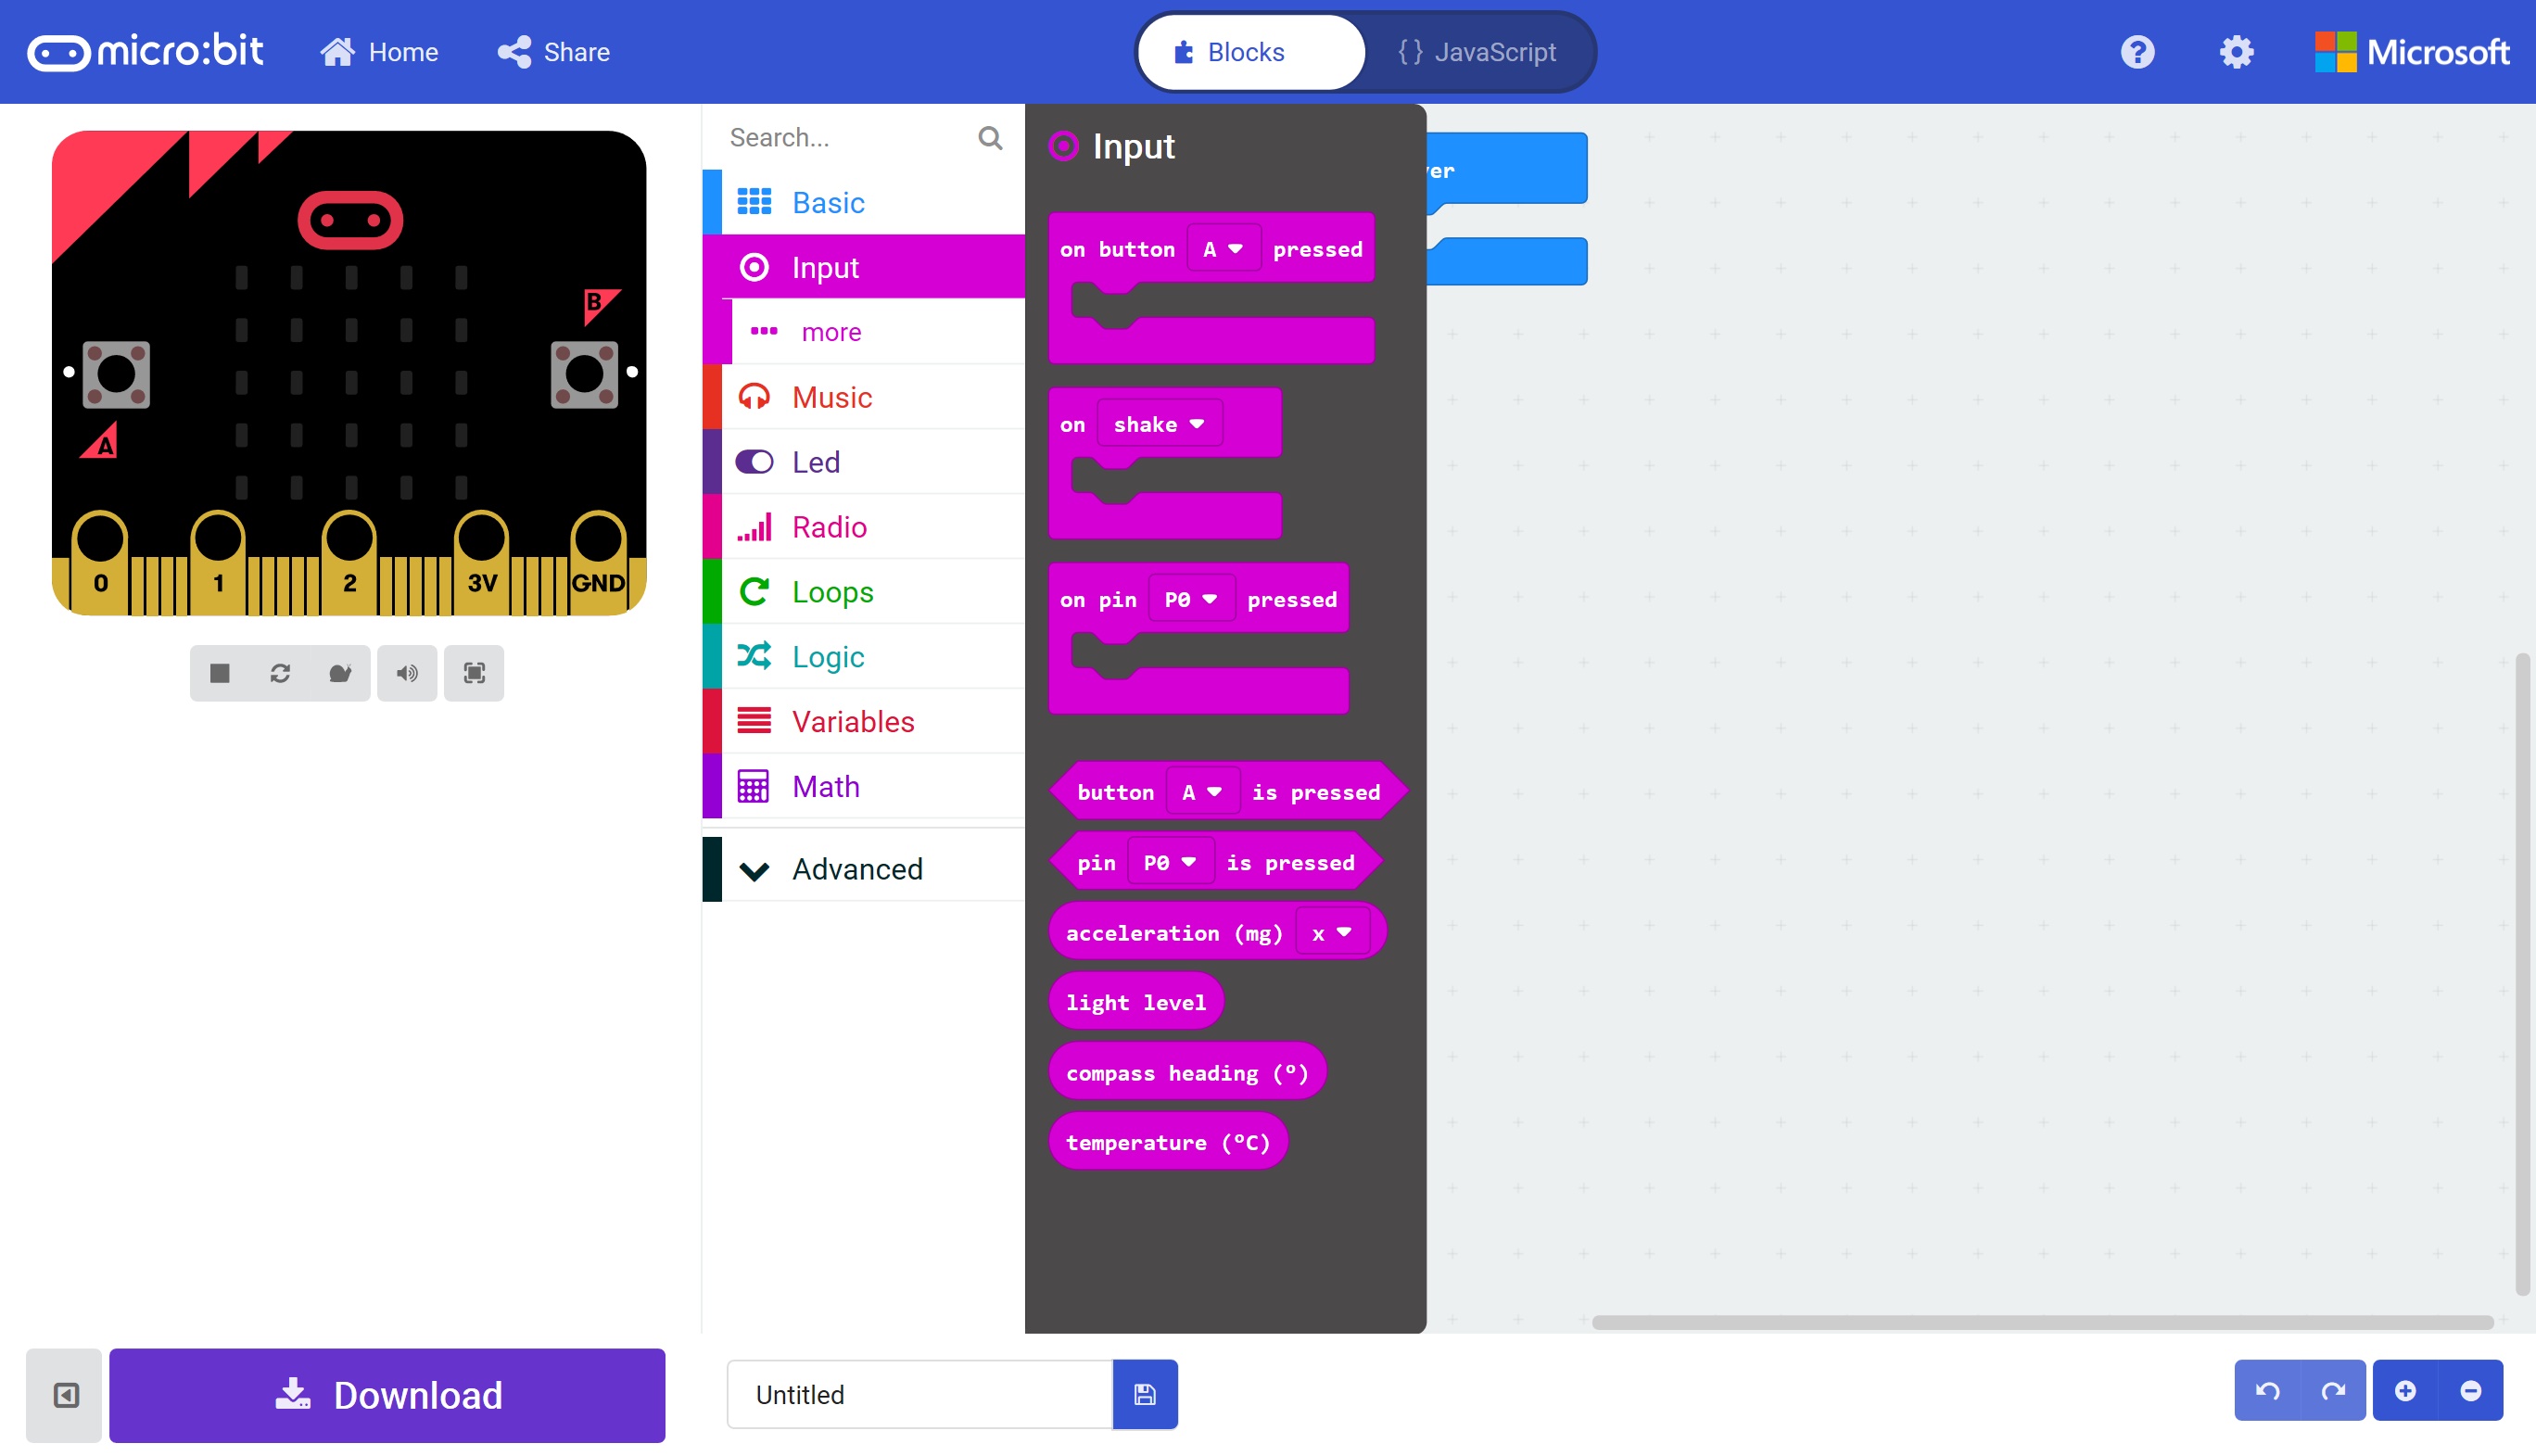 micro:bit
Home
Share
Blocks
{} JavaScript
Microsoft
B
A
0
1
2
3V
GND
Download
Search...
Basic
Input
more
Music
Led
Radio
Loops
Logic
Variables
Math
Advanced
Input
on button A pressed
on shake
on pin P0 pressed
button A is pressed
pin P0 is pressed
acceleration (mg) x
light level
compass heading (°)
temperature (°C)
Untitled